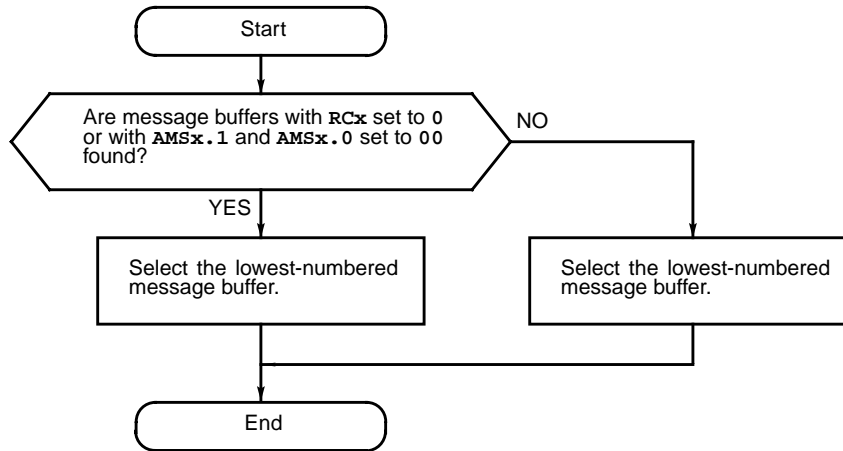 Start
Are message buffers with RCx set to 0
or with AMSx.1 and AMSx.0 set to 00
found?
NO
YES
Select the lowest-numbered
message buffer.
Select the lowest-numbered
message buffer.
End